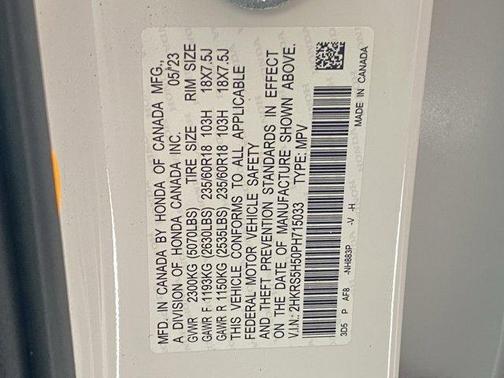 MFD. IN CANADA BY HONDA OF CANADA MFG.,
A DIVISION OF HONDA CANADA INC. 05/23
GVWR 2300KG (5070LBS) TIRE SIZE RIM SIZE
GAWR F 1193KG (2630LBS) 235/60R18 103H 18X7.5J
GAWR R 1150KG (2535LBS) 235/60R18 103H 18X7.5J
THIS VEHICLE CONFORMS TO ALL APPLICABLE
FEDERAL MOTOR VEHICLE SAFETY
AND THEFT PREVENTION STANDARDS IN EFFECT
ON THE DATE OF MANUFACTURE SHOWN ABOVE.
V.I.N.: 2HKRS5H50PH715033 TYPE: MPV
3D5 P AF8 -NH883P -V -H
MADE IN CANADA